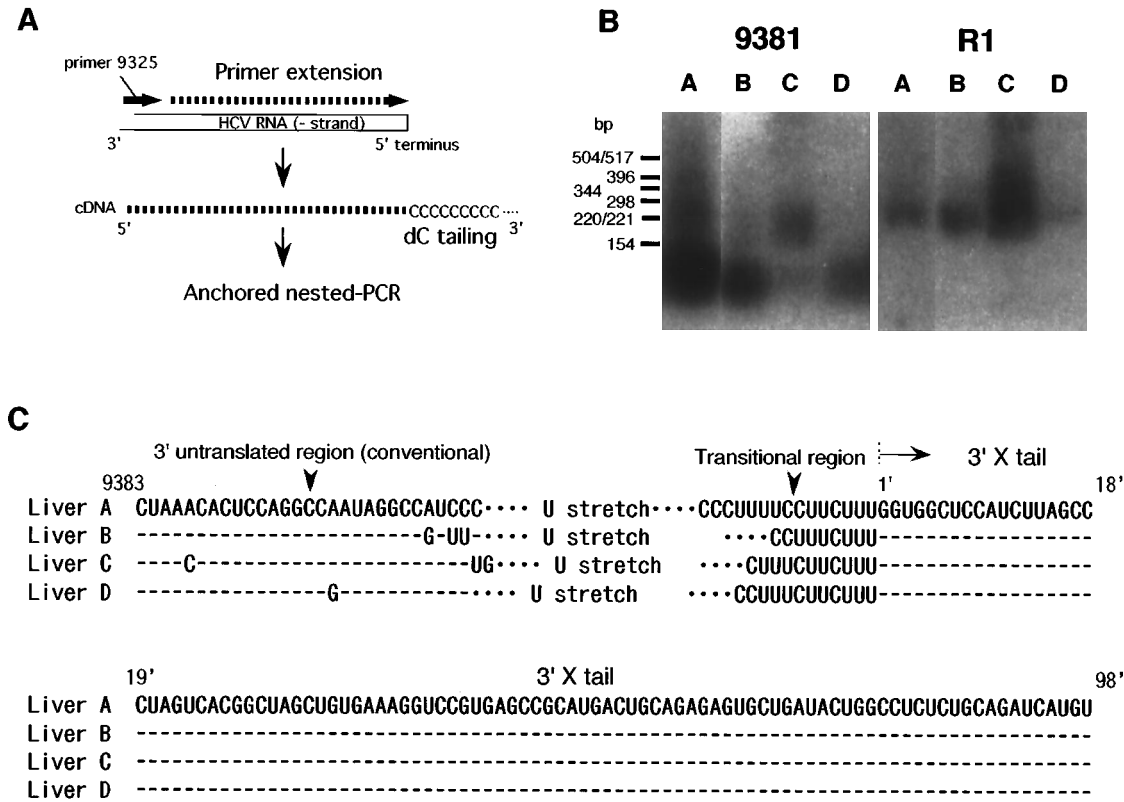 A
primer 9325
Primer extension
HCV RNA (- strand)
3' 5' terminus
cDNA CCCCCCCCC ....
5' dC tailing 3'
Anchored nested-PCR
B
9381 R1
A B C D A B C D
bp
504/517
396
344
298
220/221
154
C
3' untranslated region (conventional) Transitional region 3' X tail
9383 1' 18'
Liver A CUAAACACUCCAGGCCAAUAGGCCAUCCC···· U stretch····CCCUUUUCCUUCUUUGGUGGCUCCAUCUUAGCC
Liver B ------------------------G-UU-···· U stretch ····CCUUUCUUU------------------
Liver C ----C-----------------------UG···· U stretch ····CUUUCUUCUUU------------------
Liver D ----------------G------------···· U stretch ····CCUUUCUUCUUU------------------
19' 3' X tail 98'
Liver A CUAGUCACGGCUAGCUGUGAAAGGUCCGUGAGCCGCAUGACUGCAGAGAGUGCUGAUACUGGCCUCUCUGCAGAUCAUGU
Liver B --------------------------------------------------------------------------------
Liver C --------------------------------------------------------------------------------
Liver D --------------------------------------------------------------------------------